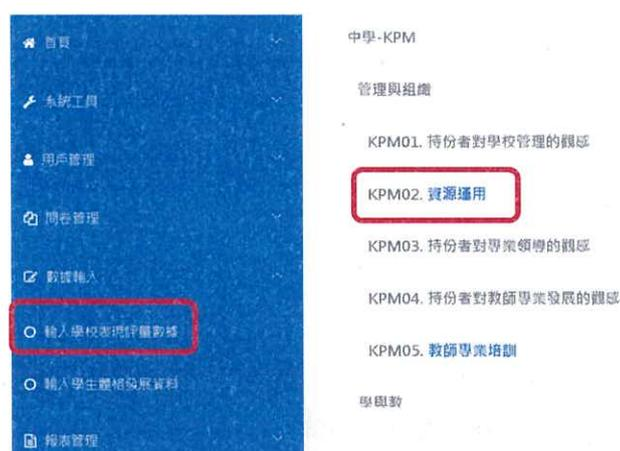 首頁
系統工具
用戶管理
問卷管理
數據輸入
輸入學校表現評量數據
輸入學生體格發展資料
報表管理
中學-KPM
管理與組織
KPM01. 持份者對學校管理的觀感
KPM02. 資源運用
KPM03. 持份者對專業領導的觀感
KPM04. 持份者對教師專業發展的觀感
KPM05. 教師專業培訓
學與教